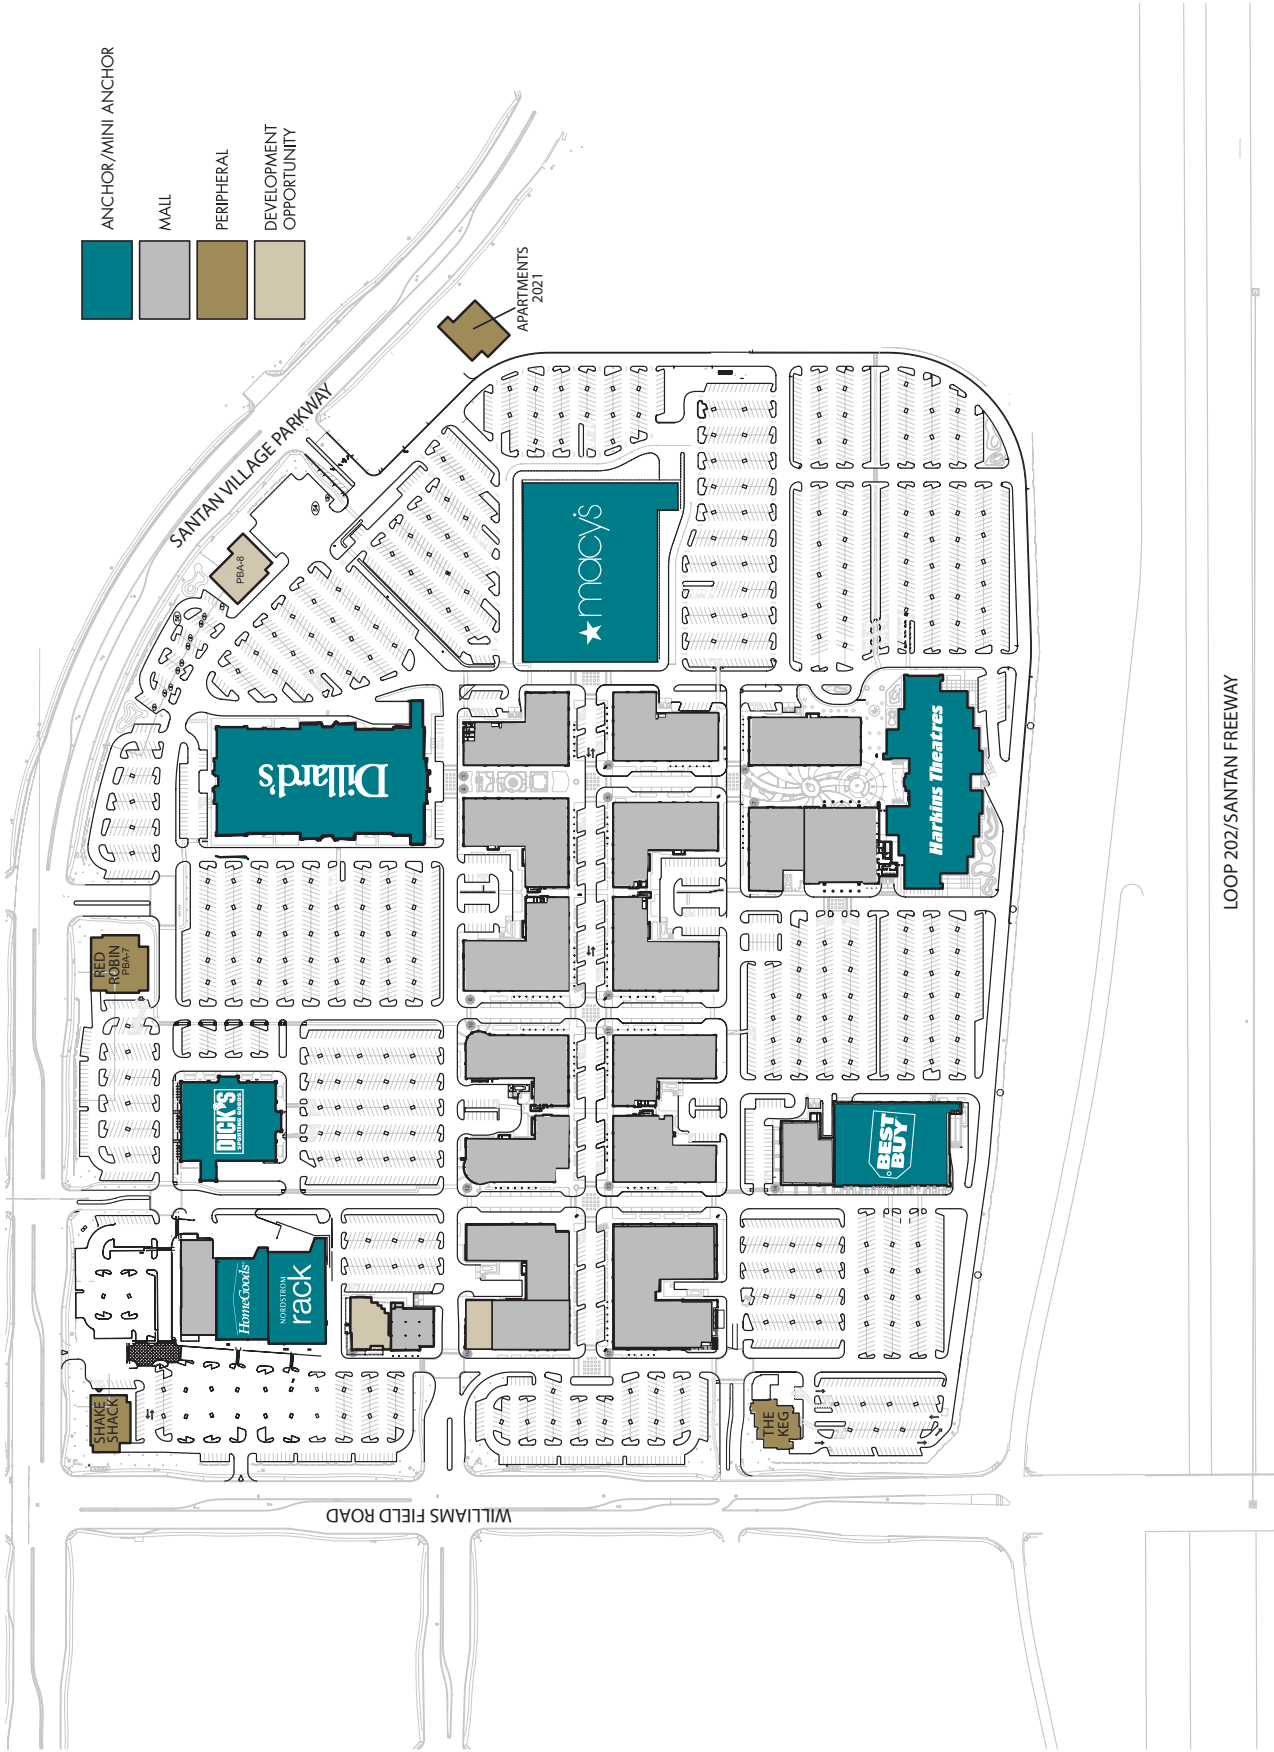 ANCHOR/MINI ANCHOR
MALL
PERIPHERAL
DEVELOPMENT
OPPORTUNITY
APARTMENTS
2021
SANTAN VILLAGE PARKWAY
PBA-8
macy's
Dillard's
Harkins Theatres
RED
ROBIN
PBA-7
DICK'S
SPORTING GOODS
BEST
BUY
HomeGoods
NORDSTROM
rack
SHAKE
SHACK
THE
KEG
WILLIAMS FIELD ROAD
LOOP 202/SANTAN FREEWAY